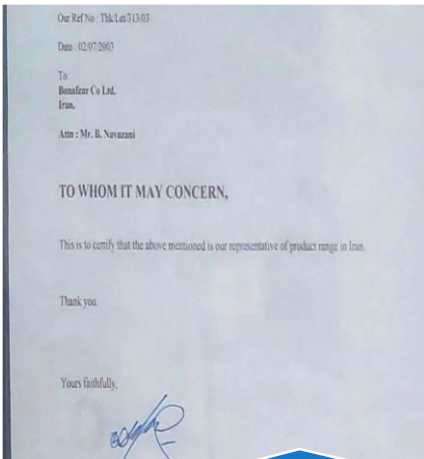 Our Ref No : Thk/Let/313/03
Date : 02/07/2003
To
Bonafzar Co Ltd.
Iran.
Attn : Mr. B. Navazani
TO WHOM IT MAY CONCERN,
This is to certify that the above mentioned is our representative of product range in Iran.
Thank you.
Yours faithfully,